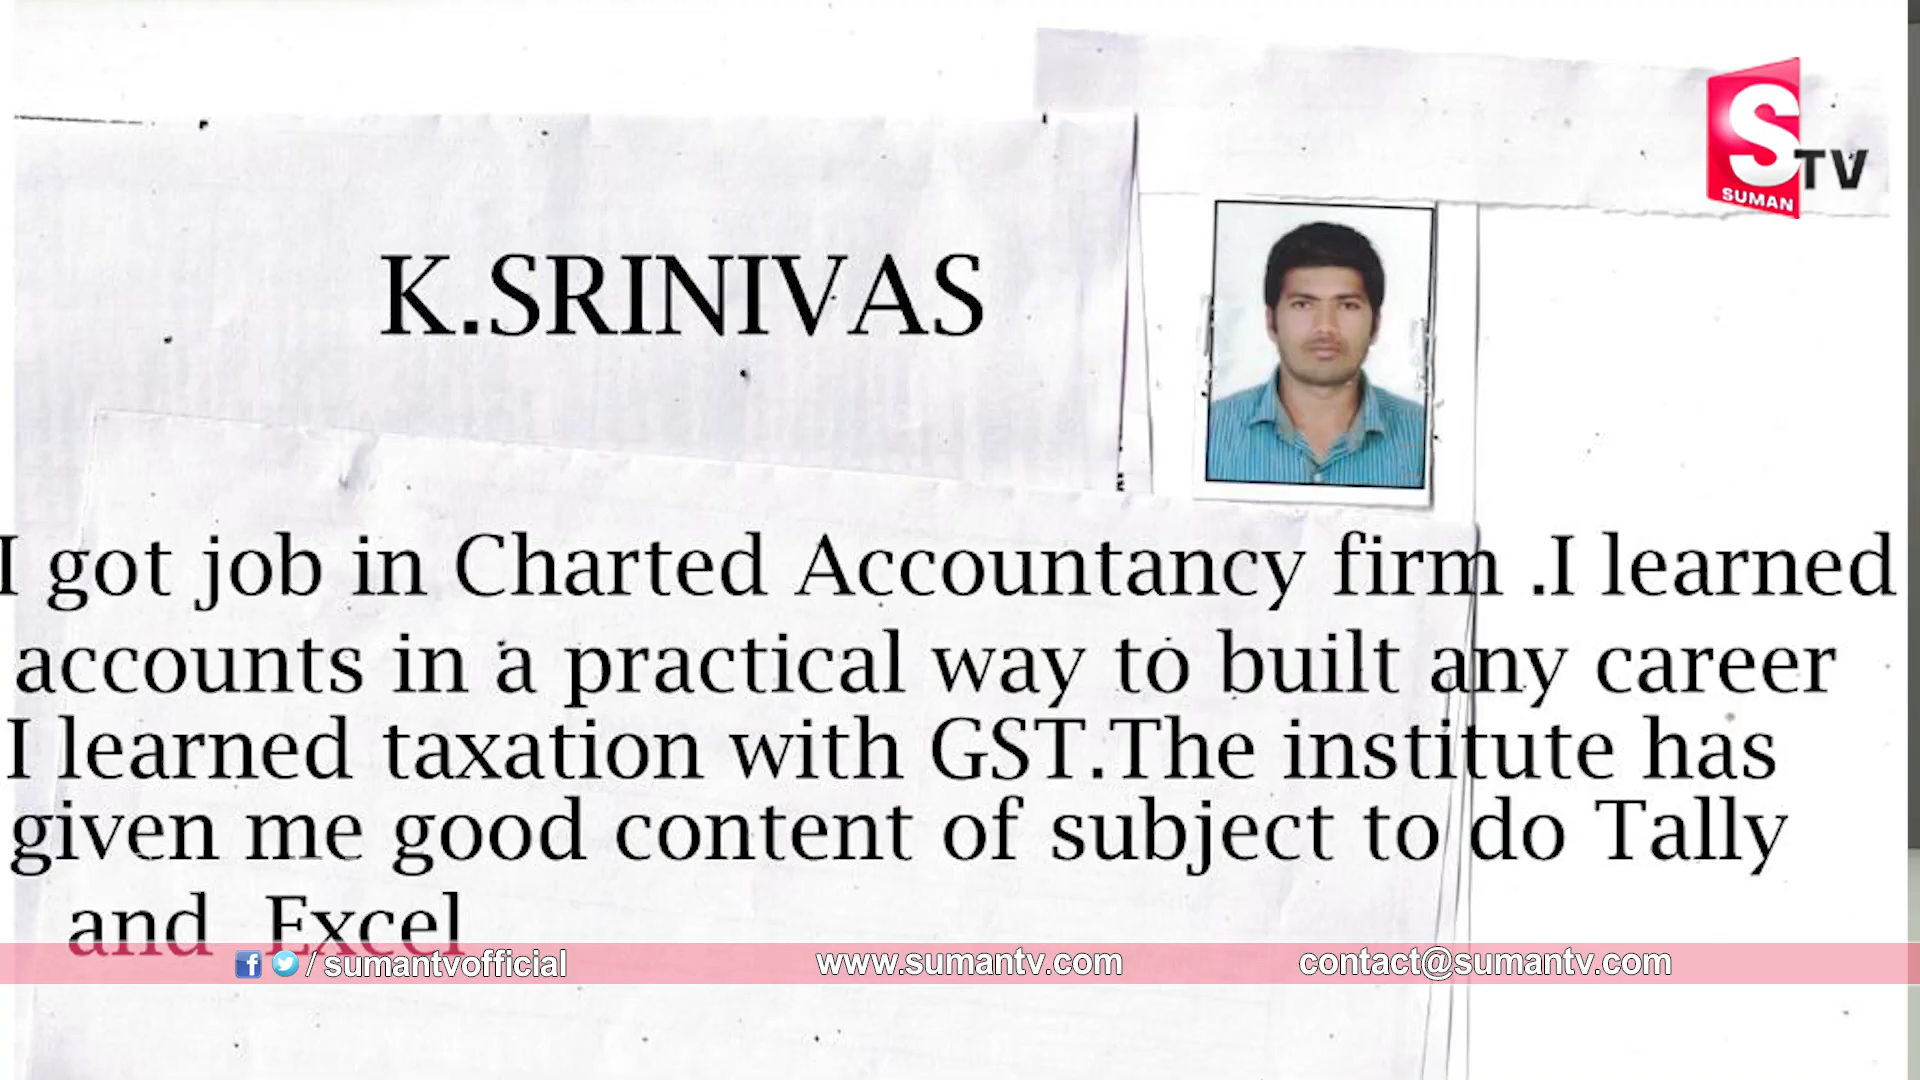 S
TV
SUMAN
K.SRINIVAS
I got job in Charted Accountancy firm .I learned
accounts in a practical way to built any career
I learned taxation with GST.The institute has
given me good content of subject to do Tally
and Excel
/ sumantvofficial www.sumantv.com contact@sumantv.com